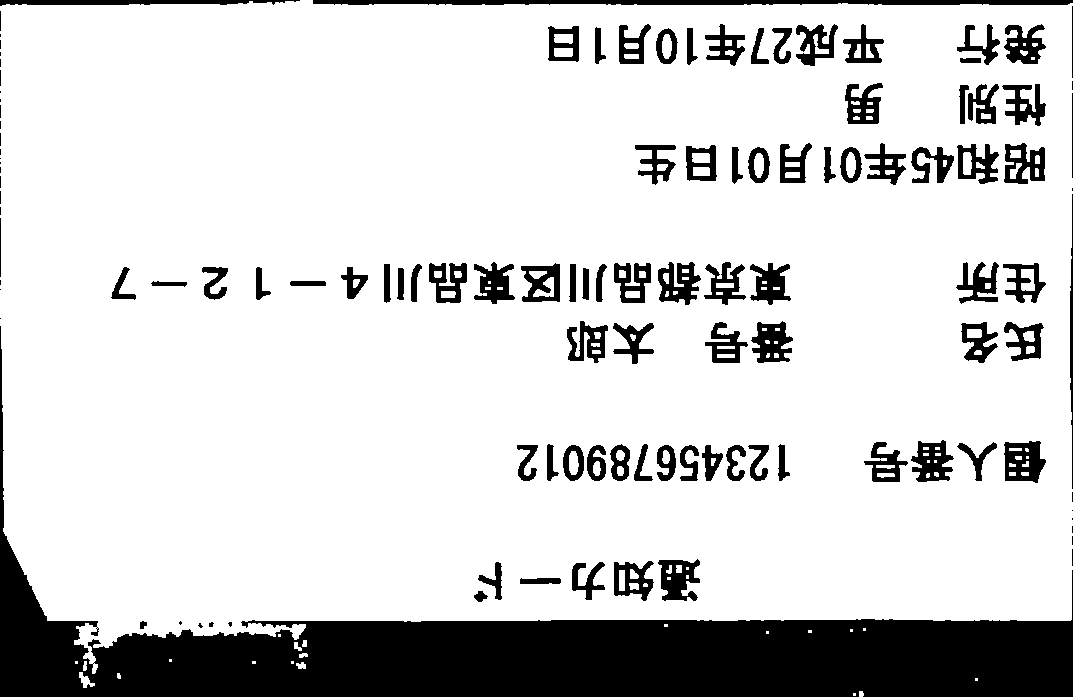 通知カード
個人番号 123456789012
氏名 番号 太郎
住所 東京都品川区東品川4-12-7
昭和45年01月01日生
性別 男
発行 平成27年10月1日